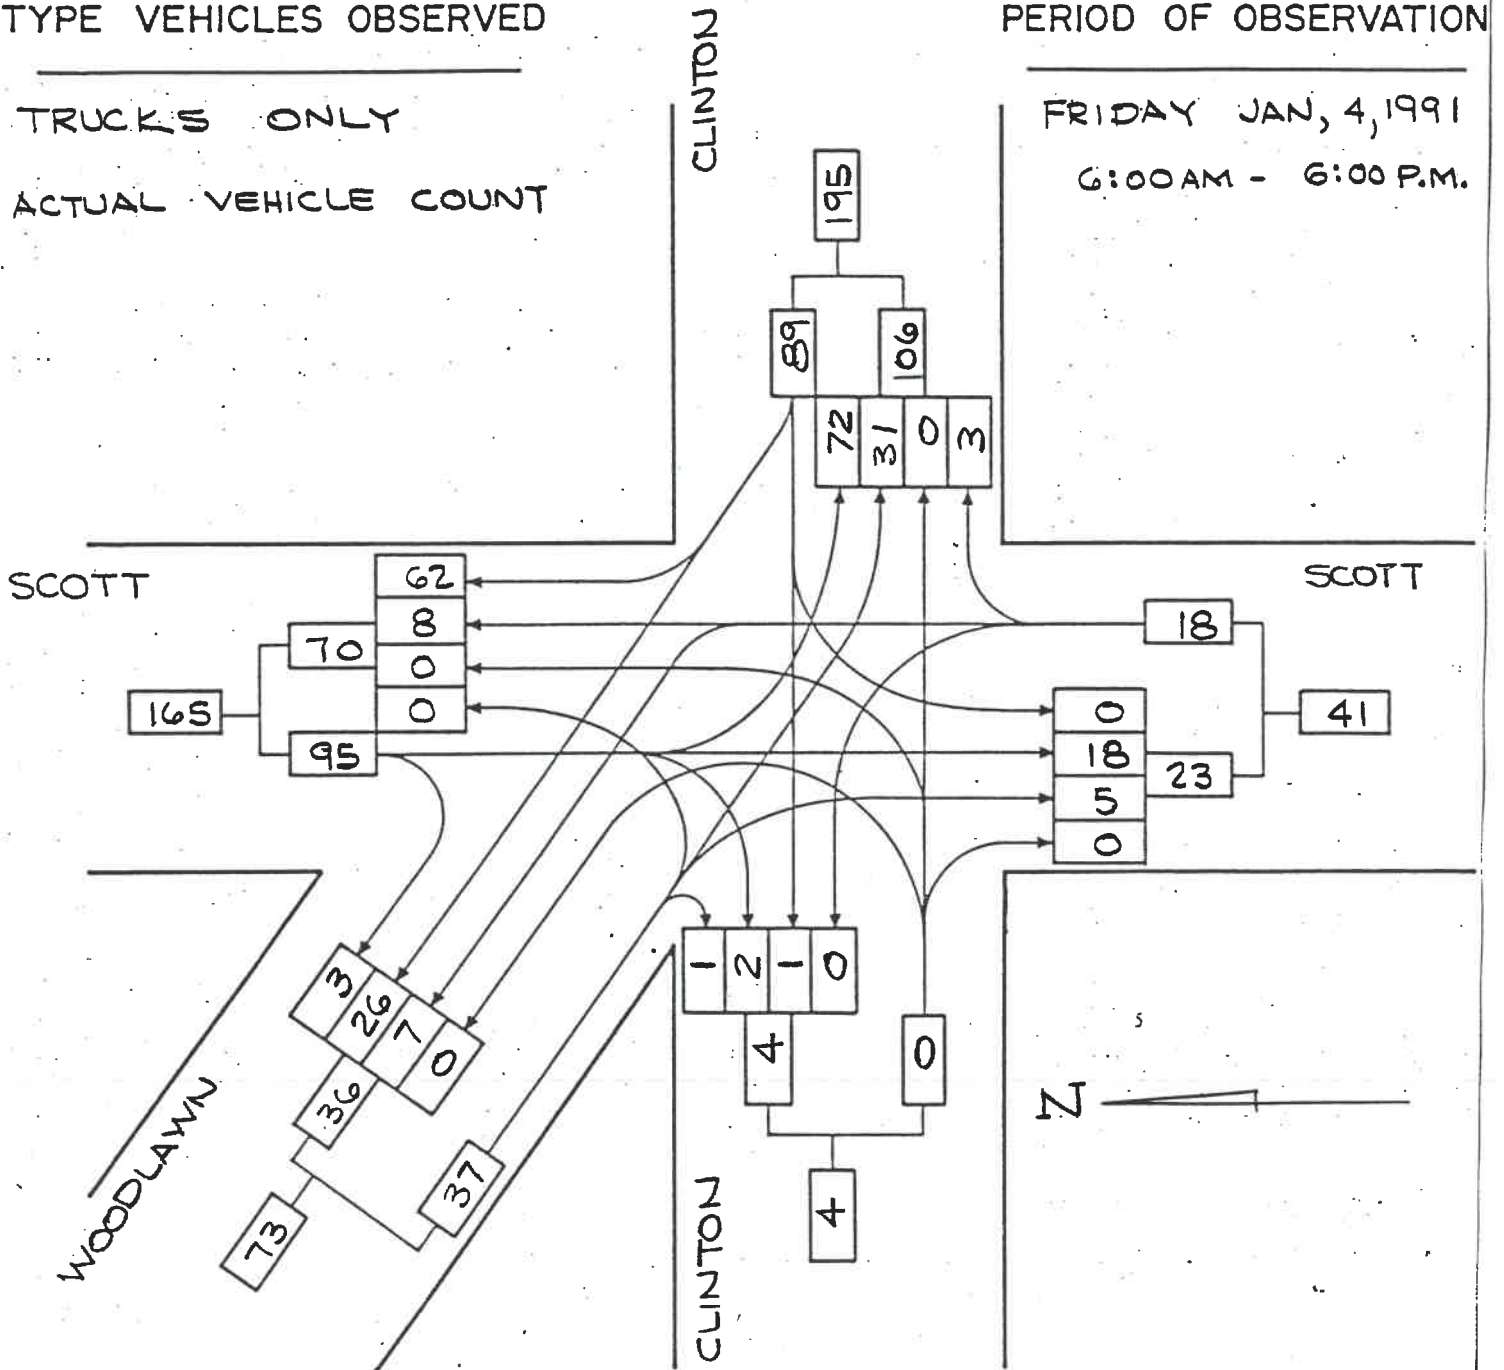 TYPE VEHICLES OBSERVED
TRUCKS ONLY
ACTUAL VEHICLE COUNT
CLINTON
PERIOD OF OBSERVATION
FRIDAY JAN, 4, 1991
6:00 AM - 6:00 P.M.
195
89
106
72
31
0
3
SCOTT
62
8
0
0
70
165
95
SCOTT
18
0
18
5
0
23
41
3
26
7
0
36
37
73
WOODLAWN
1
2
1
0
4
0
4
CLINTON
N